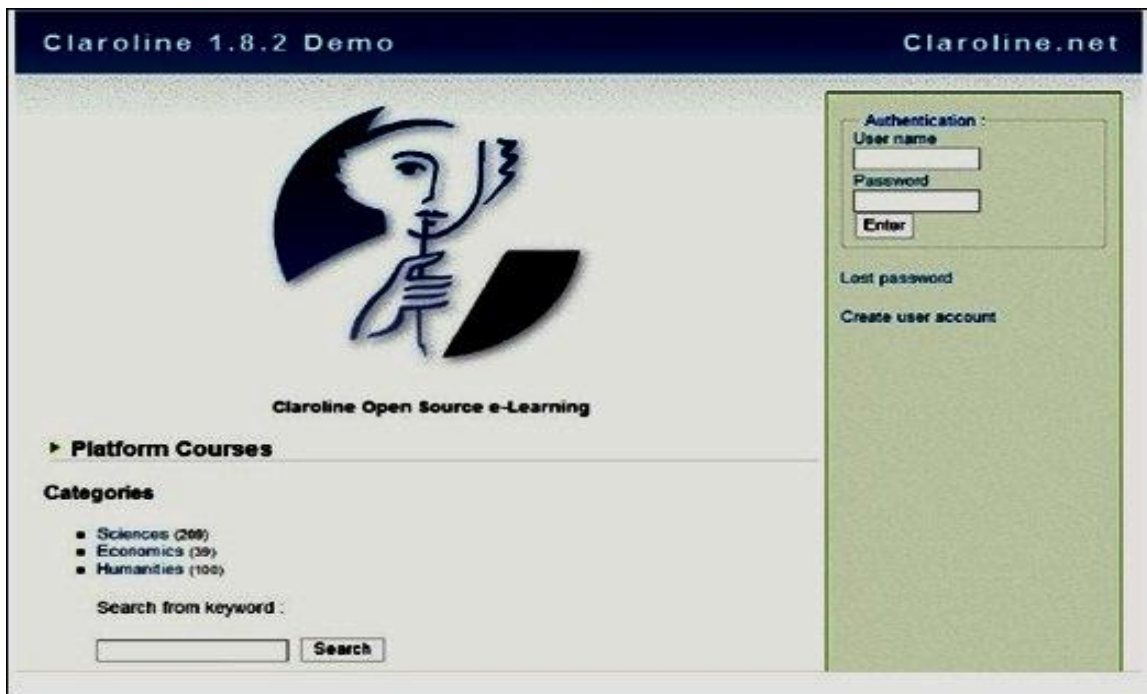 Claroline 1.8.2 Demo
Claroline.net
Authentication :
User name
Password
Enter
Lost password
Create user account
Claroline Open Source e-Learning
Platform Courses
Categories
Sciences (209)
Economics (39)
Humanities (100)
Search from keyword :
Search